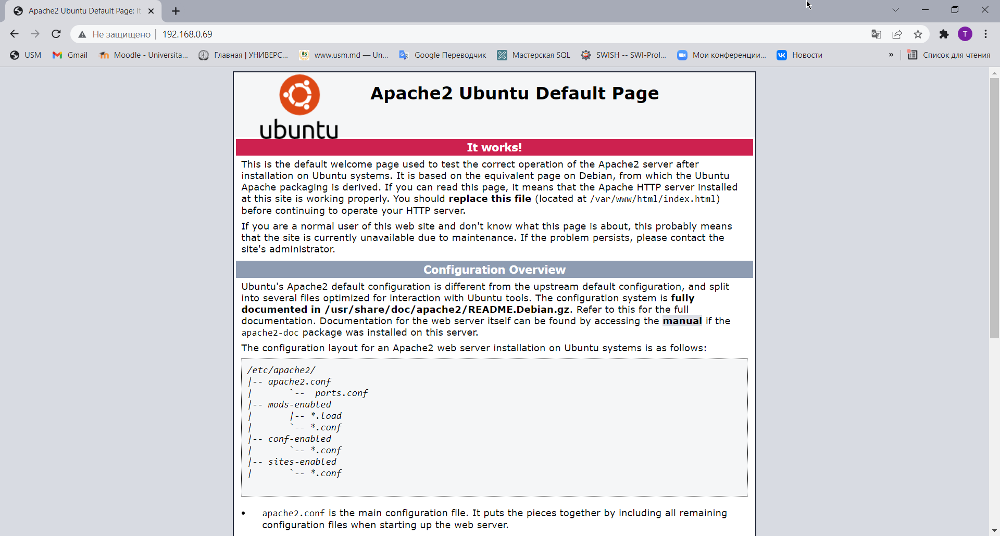 Apache2 Ubuntu Default Page: It
Не защищено | 192.168.0.69
T
USM
Gmail
Moodle - Universita...
Главная | УНИВЕРС...
www.usm.md — Un...
Google Переводчик
Мастерская SQL
SWISH -- SWI-Prol...
Мои конференции...
Новости
»
Список для чтения
ubuntu
Apache2 Ubuntu Default Page
It works!
This is the default welcome page used to test the correct operation of the Apache2 server after
installation on Ubuntu systems. It is based on the equivalent page on Debian, from which the Ubuntu
Apache packaging is derived. If you can read this page, it means that the Apache HTTP server installed
at this site is working properly. You should replace this file (located at /var/www/html/index.html)
before continuing to operate your HTTP server.
If you are a normal user of this web site and don't know what this page is about, this probably means
that the site is currently unavailable due to maintenance. If the problem persists, please contact the
site's administrator.
Configuration Overview
Ubuntu's Apache2 default configuration is different from the upstream default configuration, and split
into several files optimized for interaction with Ubuntu tools. The configuration system is fully
documented in /usr/share/doc/apache2/README.Debian.gz. Refer to this for the full
documentation. Documentation for the web server itself can be found by accessing the manual if the
apache2-doc package was installed on this server.
The configuration layout for an Apache2 web server installation on Ubuntu systems is as follows:
/etc/apache2/
|-- apache2.conf
|       `--  ports.conf
|-- mods-enabled
|       |-- *.load
|       `-- *.conf
|-- conf-enabled
|       `-- *.conf
|-- sites-enabled
|       `-- *.conf
• apache2.conf is the main configuration file. It puts the pieces together by including all remaining
configuration files when starting up the web server.